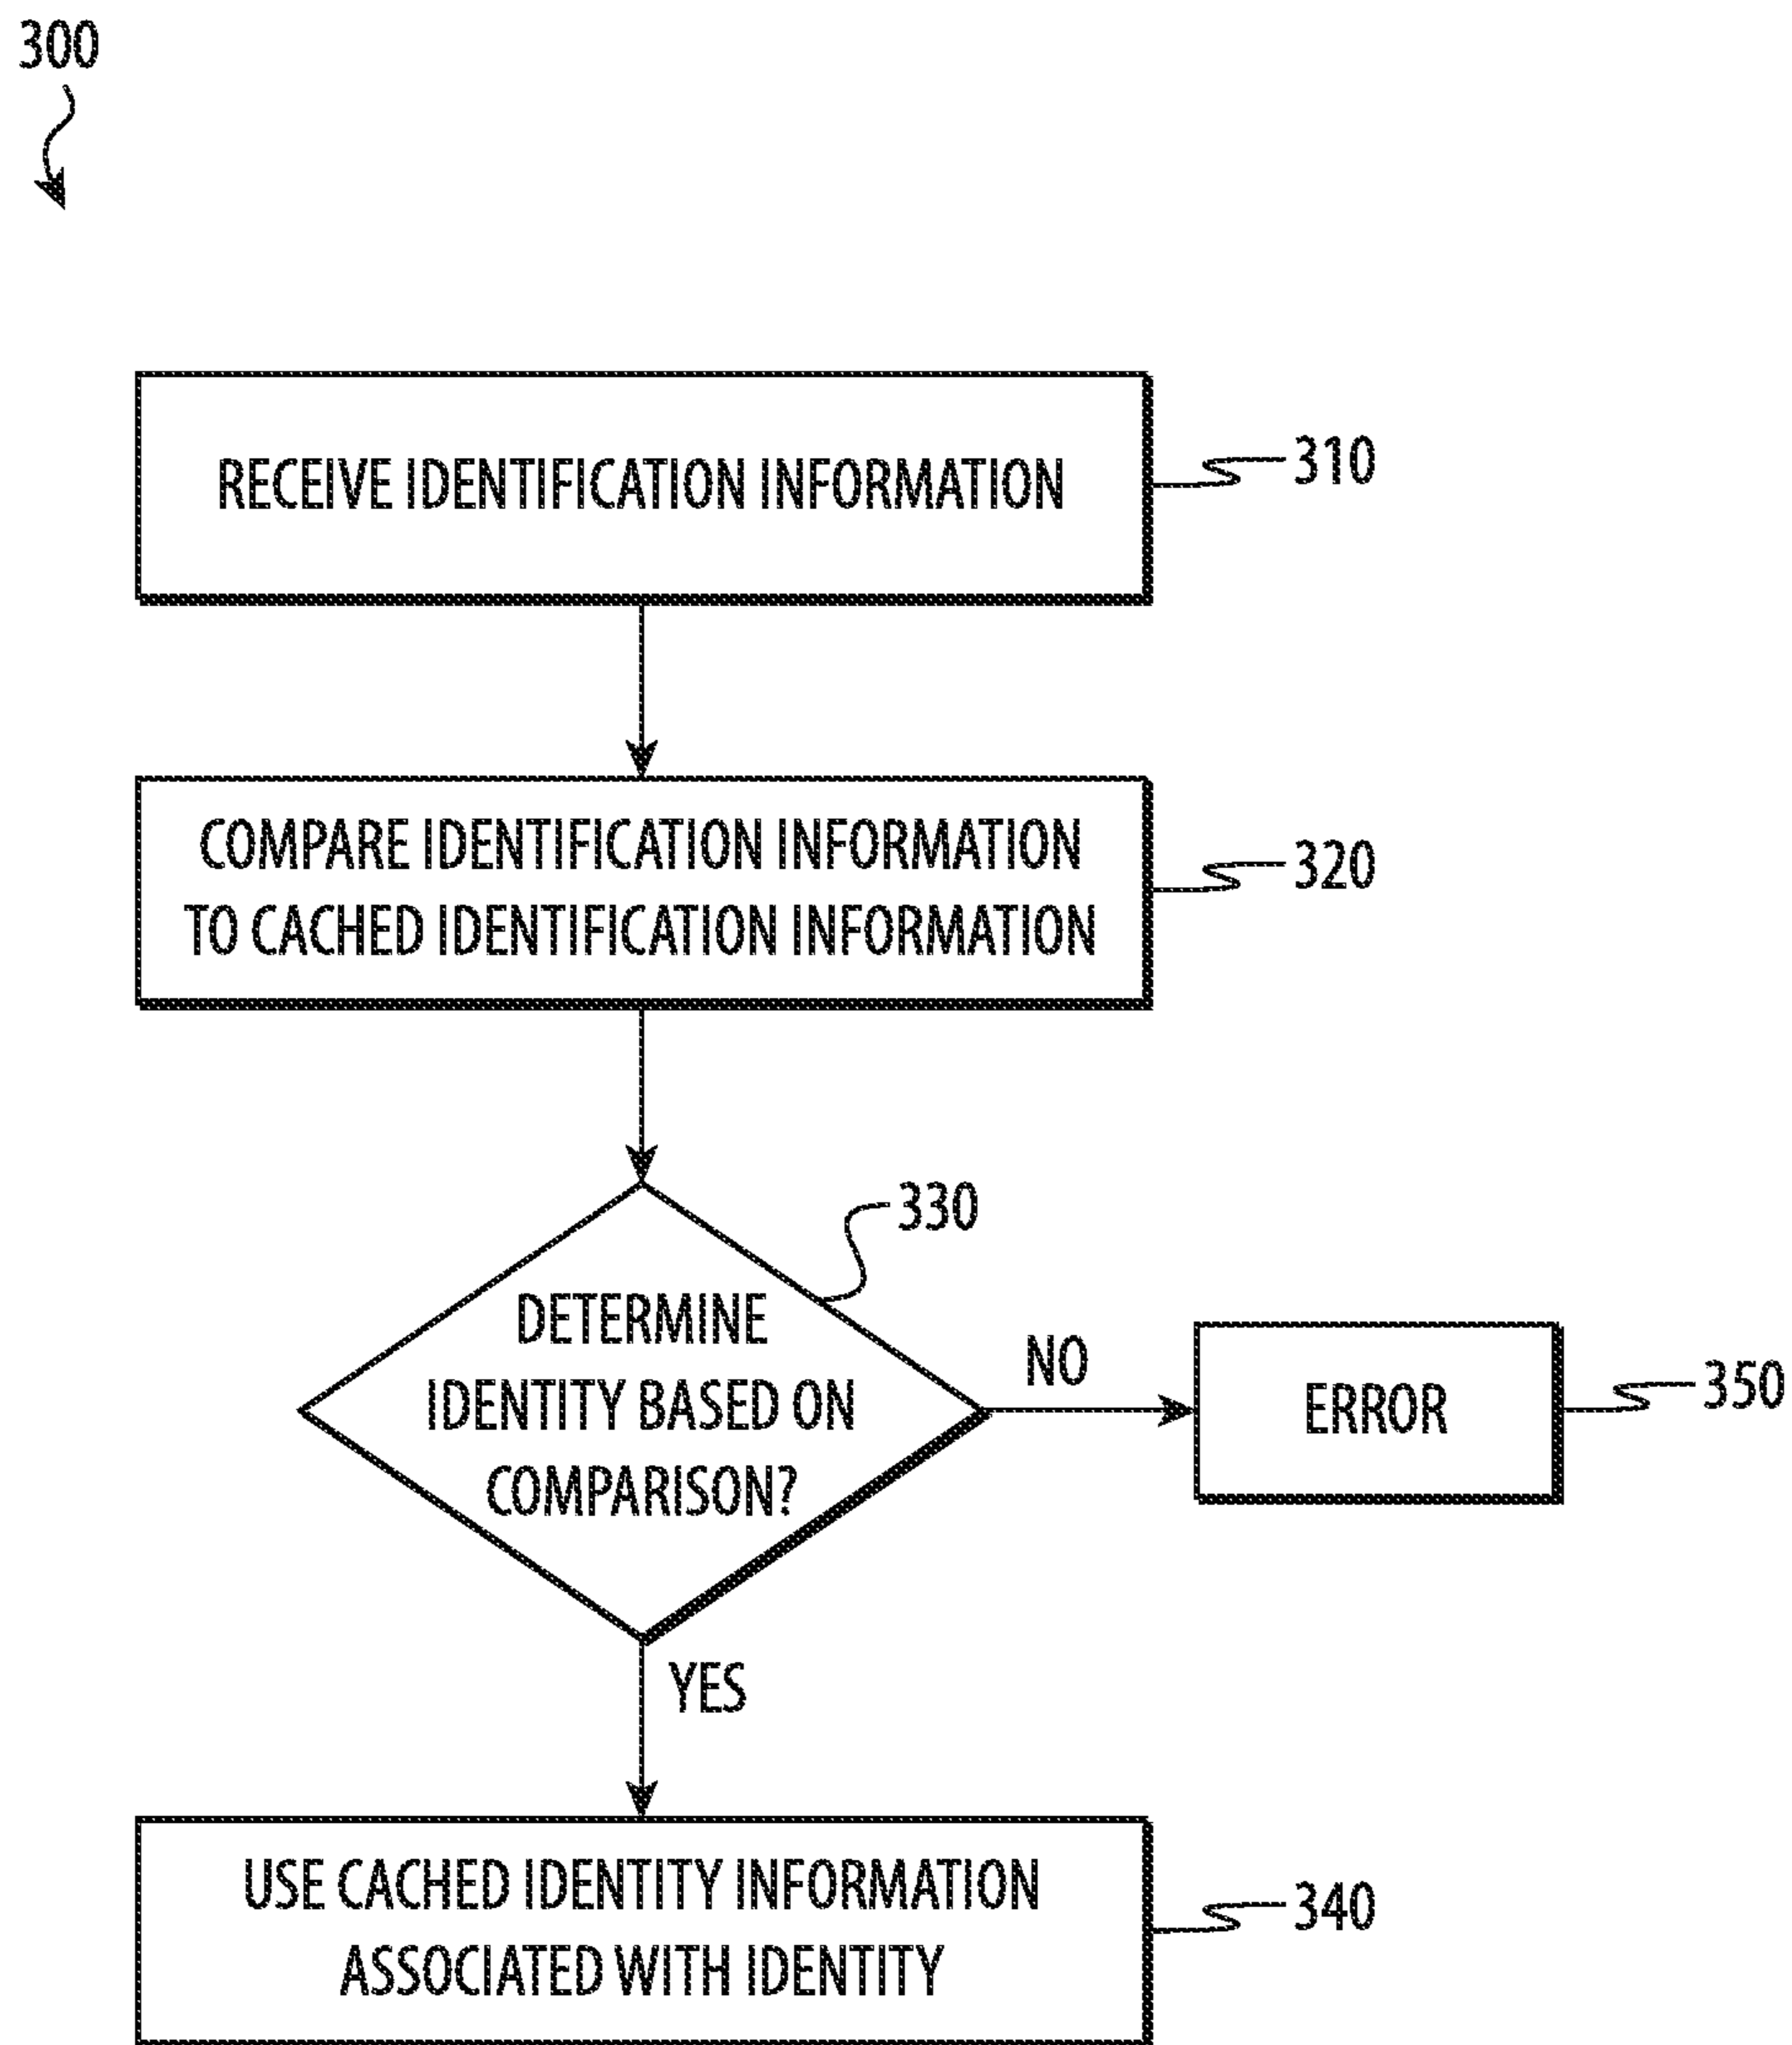 300
RECEIVE IDENTIFICATION INFORMATION
310
COMPARE IDENTIFICATION INFORMATION
TO CACHED IDENTIFICATION INFORMATION
320
330
DETERMINE
IDENTITY BASED ON
COMPARISON?
NO
ERROR
350
YES
USE CACHED IDENTITY INFORMATION
ASSOCIATED WITH IDENTITY
340